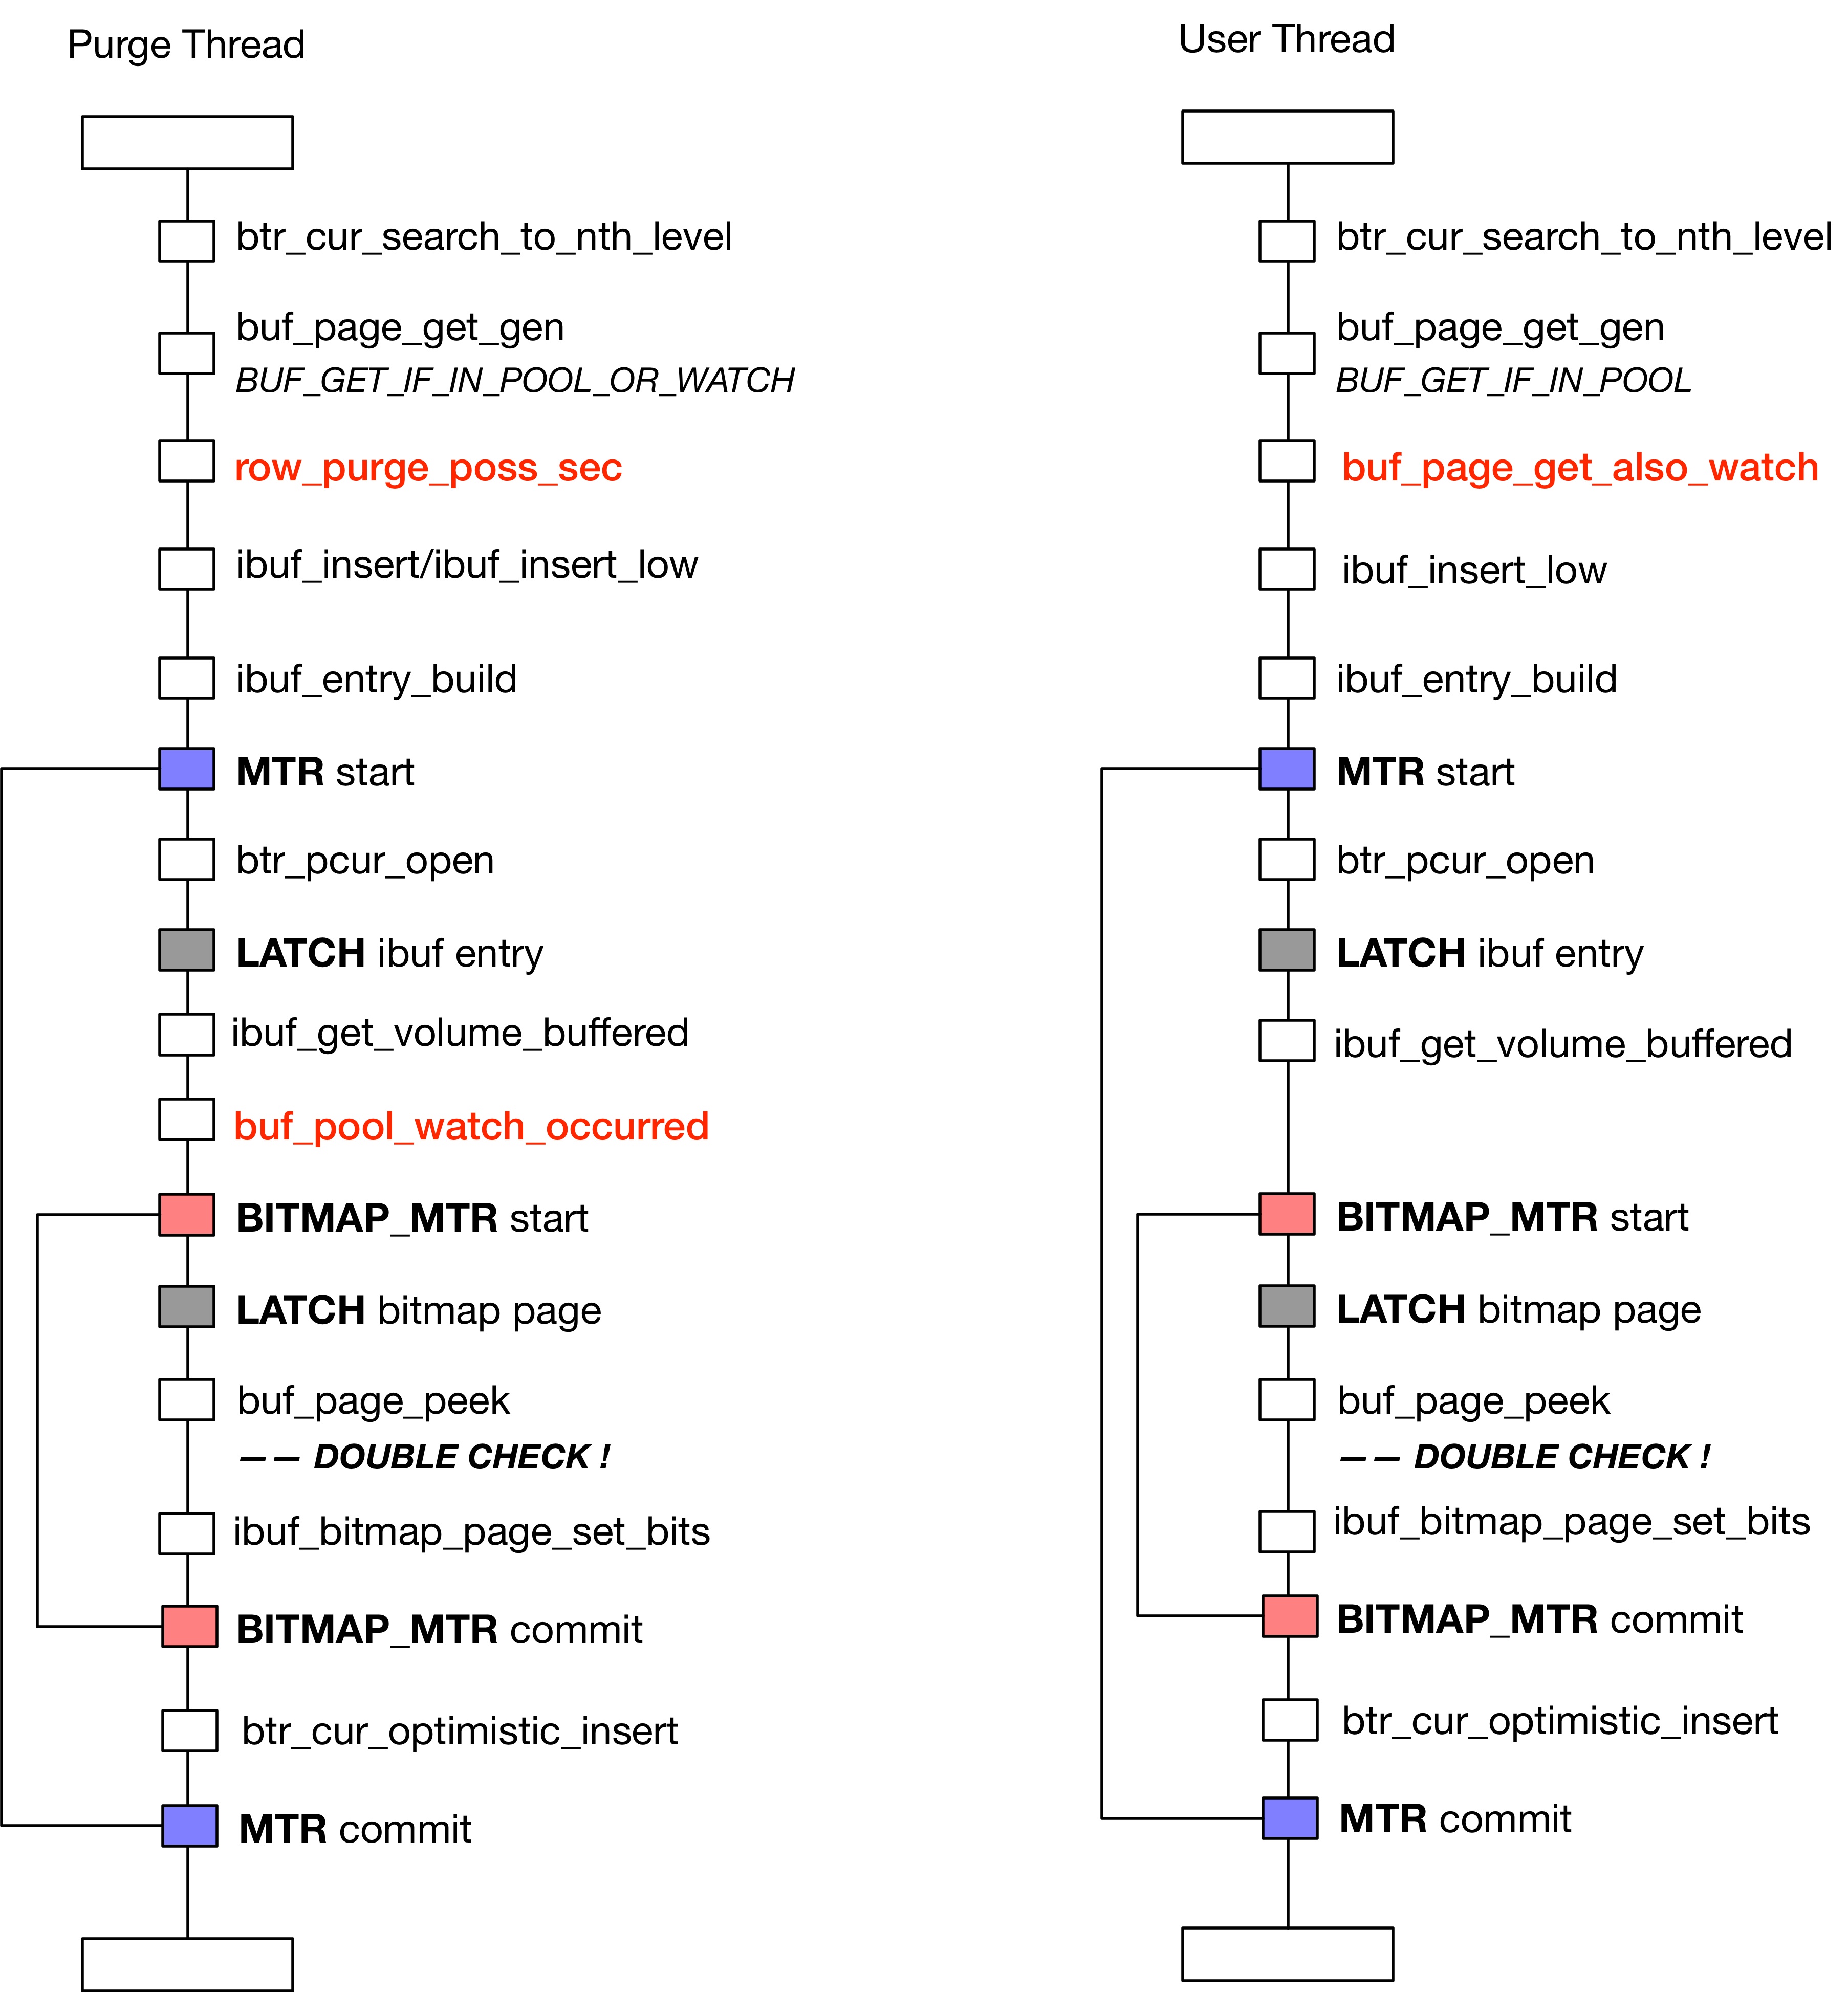 Purge Thread
btr_cur_search_to_nth_level
buf_page_get_gen
BUF_GET_IF_IN_POOL_OR_WATCH
row_purge_poss_sec
ibuf_insert/ibuf_insert_low
ibuf_entry_build
MTR start
btr_pcur_open
LATCH ibuf entry
ibuf_get_volume_buffered
buf_pool_watch_occurred
BITMAP_MTR start
LATCH bitmap page
buf_page_peek
—— DOUBLE CHECK !
ibuf_bitmap_page_set_bits
BITMAP_MTR commit
btr_cur_optimistic_insert
MTR commit
User Thread
btr_cur_search_to_nth_level
buf_page_get_gen
BUF_GET_IF_IN_POOL
buf_page_get_also_watch
ibuf_insert_low
ibuf_entry_build
MTR start
btr_pcur_open
LATCH ibuf entry
ibuf_get_volume_buffered
BITMAP_MTR start
LATCH bitmap page
buf_page_peek
—— DOUBLE CHECK !
ibuf_bitmap_page_set_bits
BITMAP_MTR commit
btr_cur_optimistic_insert
MTR commit